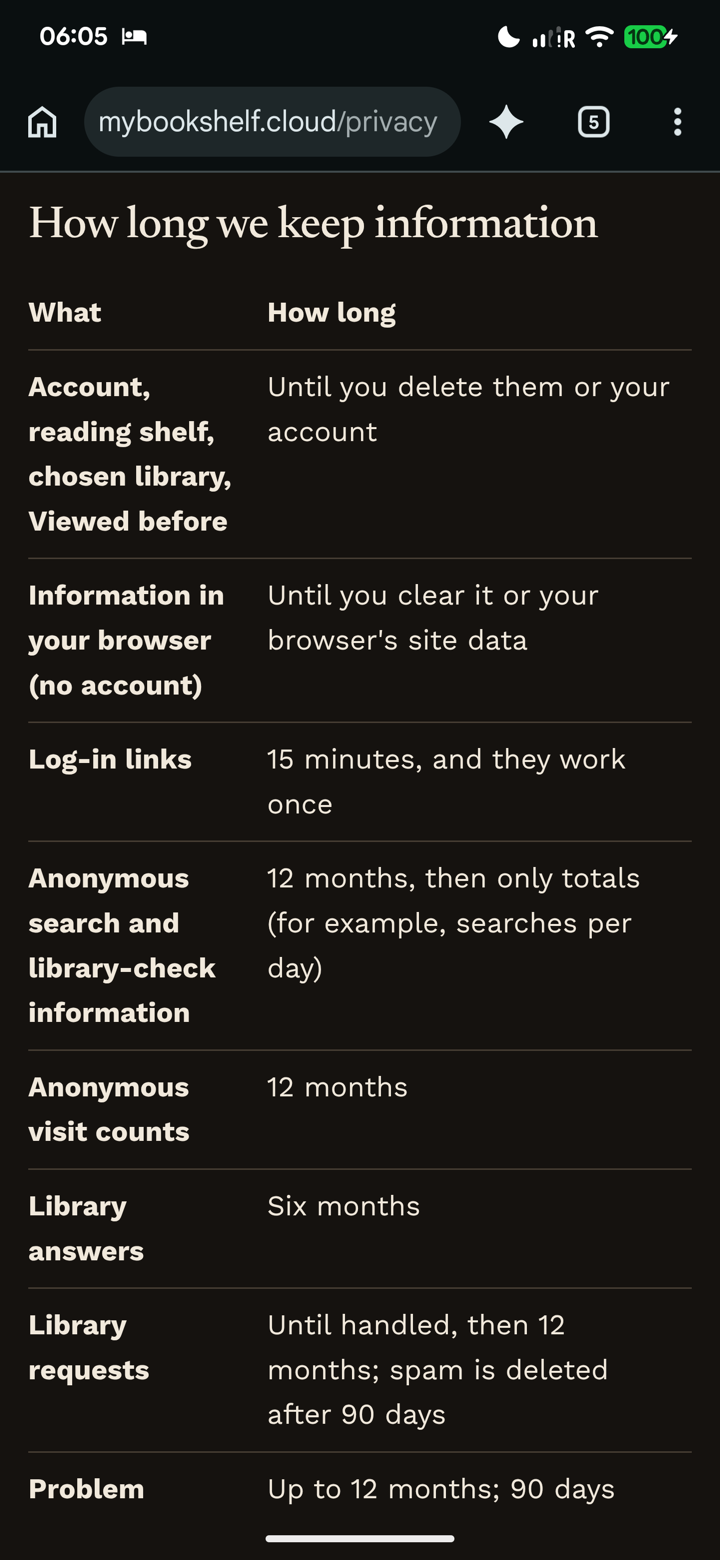 06:05
R
100
mybookshelf.cloud/privacy
5
How long we keep information
What How long
Account, Until you delete them or your
reading shelf, account
chosen library,
Viewed before
Information in Until you clear it or your
your browser browser's site data
(no account)
Log-in links 15 minutes, and they work
once
Anonymous 12 months, then only totals
search and (for example, searches per
library-check day)
information
Anonymous 12 months
visit counts
Library Six months
answers
Library Until handled, then 12
requests months; spam is deleted
after 90 days
Problem Up to 12 months; 90 days